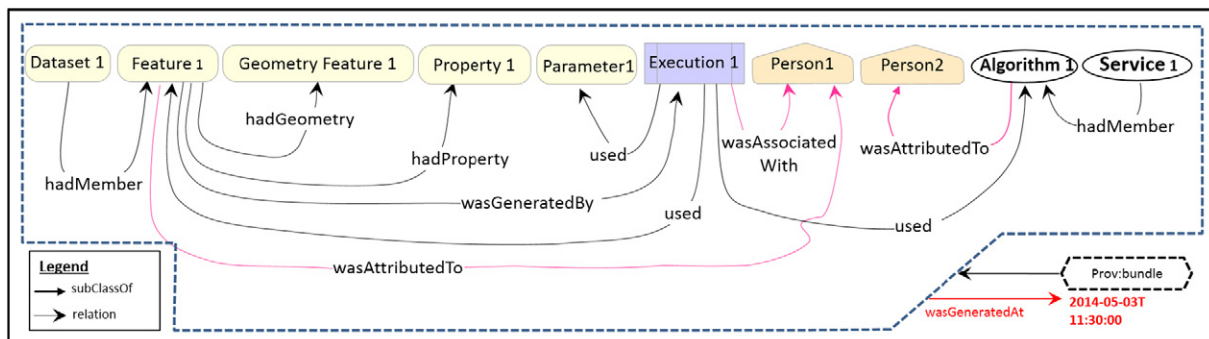 Dataset 1
Feature 1
Geometry Feature 1
Property 1
Parameter1
Execution 1
Person1
Person2
Algorithm 1
Service 1
hadMember
hadGeometry
hadProperty
wasGeneratedBy
used
used
wasAssociated
With
wasAttributedTo
hadMember
used
wasAttributedTo
Legend
subClassOf
relation
Prov:bundle
wasGeneratedAt
2014-05-03T
11:30:00